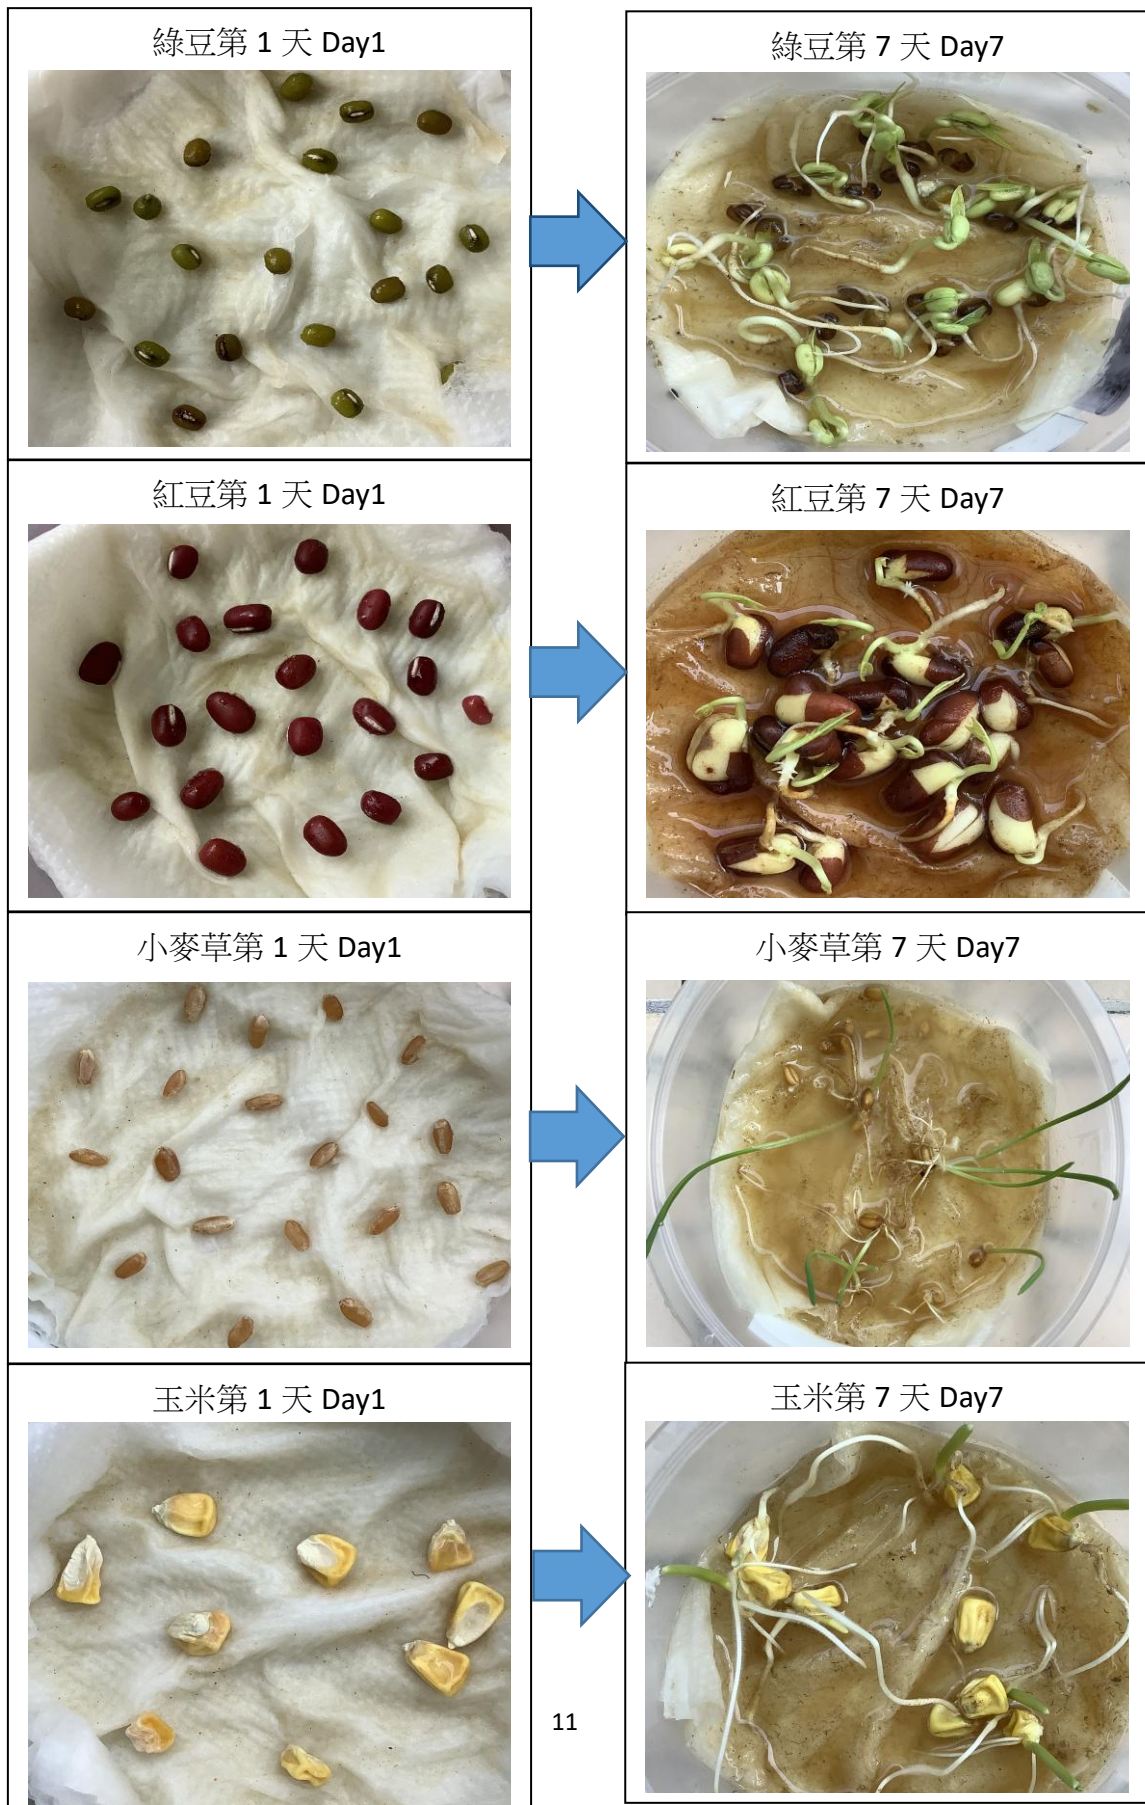 綠豆第 1 天 Day1
綠豆第 7 天 Day7
紅豆第 1 天 Day1
紅豆第 7 天 Day7
小麥草第 1 天 Day1
小麥草第 7 天 Day7
玉米第 1 天 Day1
玉米第 7 天 Day7
11